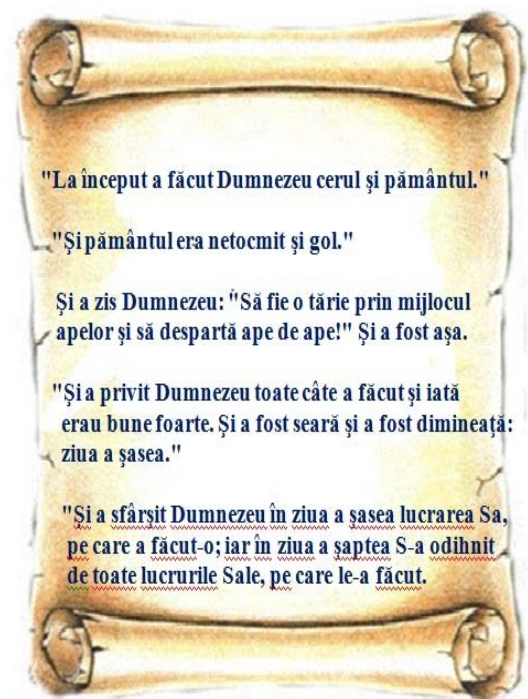 "La început a făcut Dumnezeu cerul şi pământul."
"Şi pământul era netocmit şi gol."
Şi a zis Dumnezeu: "Să fie o tărie prin mijlocul
apelor şi să despartă ape de ape!" Şi a fost aşa.
"Şi a privit Dumnezeu toate câte a făcut şi iată
erau bune foarte. Şi a fost seară şi a fost dimineaţă:
ziua a şasea."
"Şi a sfârşit Dumnezeu în ziua a şasea lucrarea Sa,
pe care a făcut-o; iar în ziua a şaptea S-a odihnit
de toate lucrurile Sale, pe care le-a făcut.